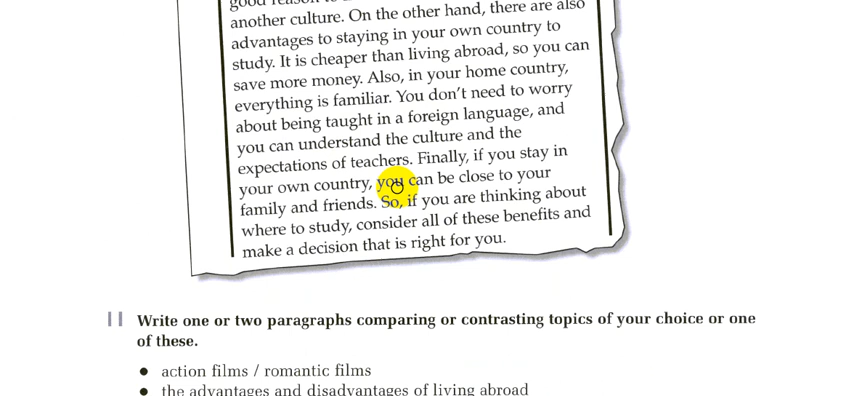 good reason to
another culture. On the other hand, there are also
advantages to staying in your own country to
study. It is cheaper than living abroad, so you can
save more money. Also, in your home country,
everything is familiar. You don't need to worry
about being taught in a foreign language, and
you can understand the culture and the
expectations of teachers. Finally, if you stay in
your own country, you can be close to your
family and friends. So, if you are thinking about
where to study, consider all of these benefits and
make a decision that is right for you.
11 Write one or two paragraphs comparing or contrasting topics of your choice or one
of these.
● action films / romantic films
● the advantages and disadvantages of living abroad